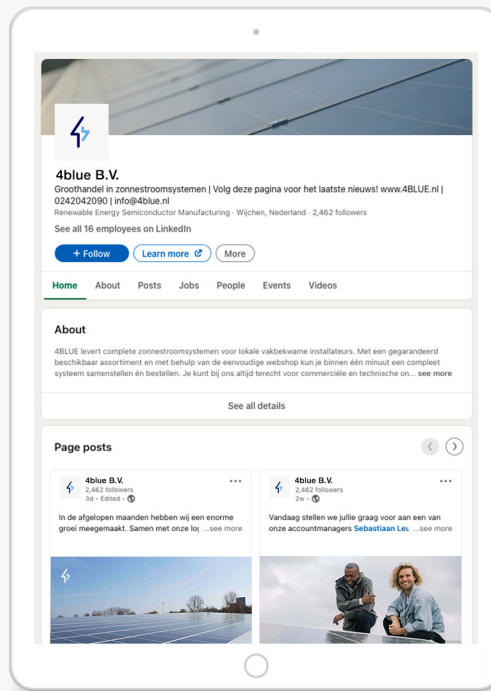 4blue B.V.
Groothandel in zonnestroomsystemen | Volg deze pagina voor het laatste nieuws! www.4BLUE.nl |
0242042090 | info@4blue.nl
Renewable Energy Semiconductor Manufacturing · Wijchen, Nederland · 2,462 followers
See all 16 employees on LinkedIn
+ Follow Learn more More
Home About Posts Jobs People Events Videos
About
4BLUE levert complete zonnestroomsystemen voor lokale vakbekwame installateurs. Met een gegarandeerd
beschikbaar assortiment en met behulp van de eenvoudige webshop kun je binnen één minuut een compleet
systeem samenstellen én bestellen. Je kunt bij ons altijd terecht voor commerciële en technische on... see more
See all details
Page posts
4blue B.V.
2,462 followers
3d • Edited •
In de afgelopen maanden hebben wij een enorme
groei meegemaakt. Samen met onze ...see more
4blue B.V.
2,462 followers
2w •
Vandaag stellen we jullie graag voor aan een van
onze accountmanagers Sebastiaan ...see more